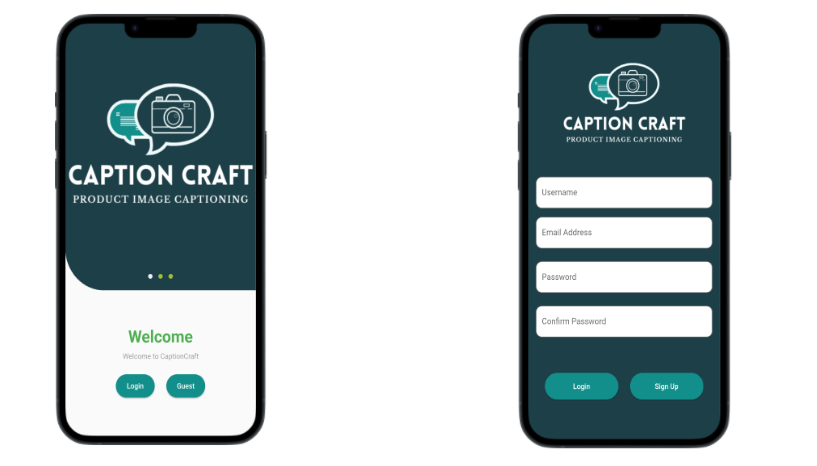 CAPTION CRAFT
PRODUCT IMAGE CAPTIONING
Welcome
Welcome to CaptionCraft
Login Guest
CAPTION CRAFT
PRODUCT IMAGE CAPTIONING
Username
Email Address
Password
Confirm Password
Login Sign Up